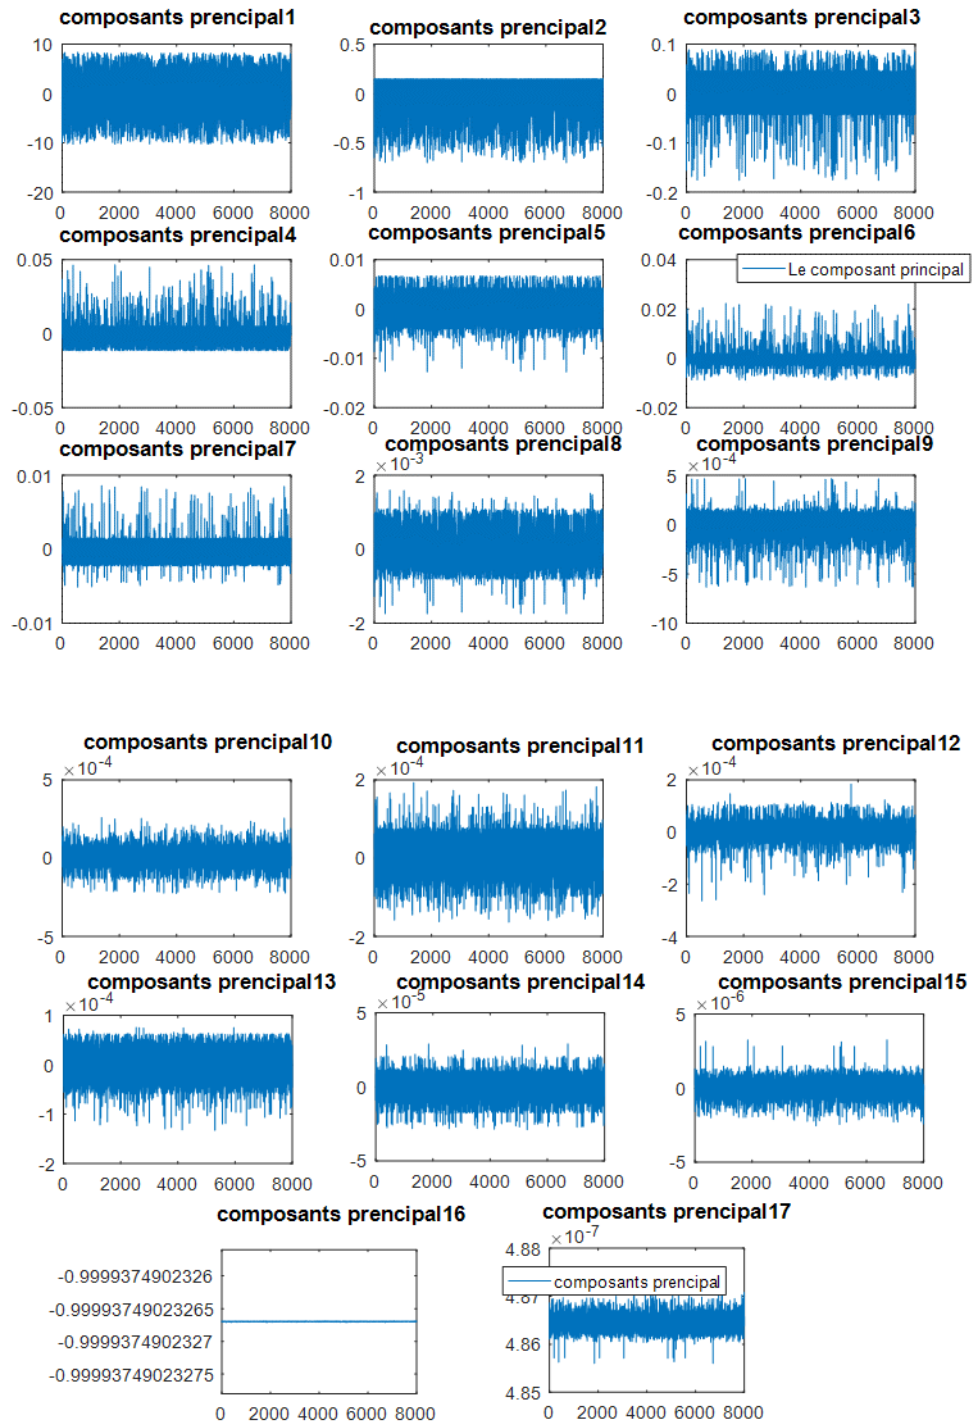 composants prencipal1
composants prencipal2
composants prencipal3
10
0
-10
-20
0 2000 4000 6000 8000
0.5
0
-0.5
-1
0 2000 4000 6000 8000
0.1
0
-0.1
-0.2
0 2000 4000 6000 8000
composants prencipal4
composants prencipal5
composants prencipal6
0.05
0
-0.05
0 2000 4000 6000 8000
0.01
0
-0.01
-0.02
0 2000 4000 6000 8000
0.04
0.02
0
-0.02
0 2000 4000 6000 8000
Le composant principal
composants prencipal7
composants prencipal8
composants prencipal9
0.01
0
-0.01
0 2000 4000 6000 8000
×10-3
2
0
-2
0 2000 4000 6000 8000
×10-4
5
0
-5
-10
0 2000 4000 6000 8000
composants prencipal10
composants prencipal11
composants prencipal12
×10-4
5
0
-5
0 2000 4000 6000 8000
×10-4
2
0
-2
0 2000 4000 6000 8000
×10-4
2
0
-2
-4
0 2000 4000 6000 8000
composants prencipal13
composants prencipal14
composants prencipal15
×10-4
1
0
-1
-2
0 2000 4000 6000 8000
×10-5
5
0
-5
0 2000 4000 6000 8000
×10-6
5
0
-5
0 2000 4000 6000 8000
composants prencipal16
composants prencipal17
-0.9999374902326
-0.99993749023265
-0.9999374902327
-0.99993749023275
0 2000 4000 6000 8000
×10-7
4.88
4.87
4.86
4.85
0 2000 4000 6000 8000
composants prencipal